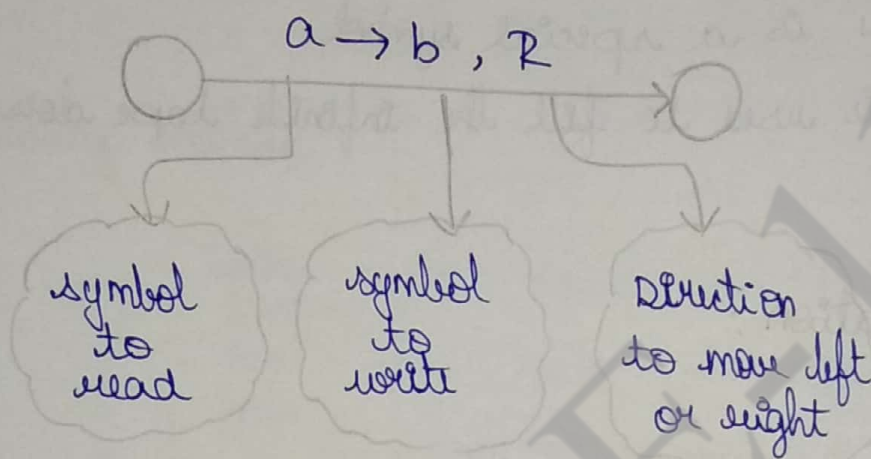 a → b , R
symbol
to
read
symbol
to
write
Direction
to move left
or right